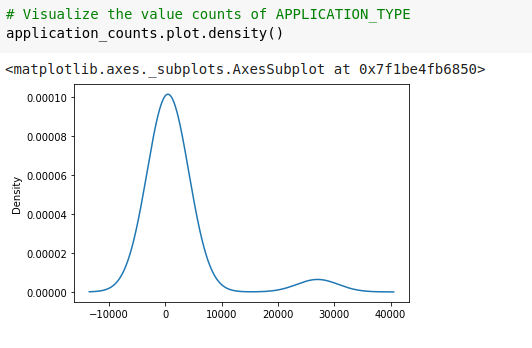 # Visualize the value counts of APPLICATION_TYPE
application_counts.plot.density()
<matplotlib.axes._subplots.AxesSubplot at 0x7f1be4fb6850>
0.00010
0.00008
0.00006
0.00004
0.00002
0.00000
Density
−10000 0 10000 20000 30000 40000